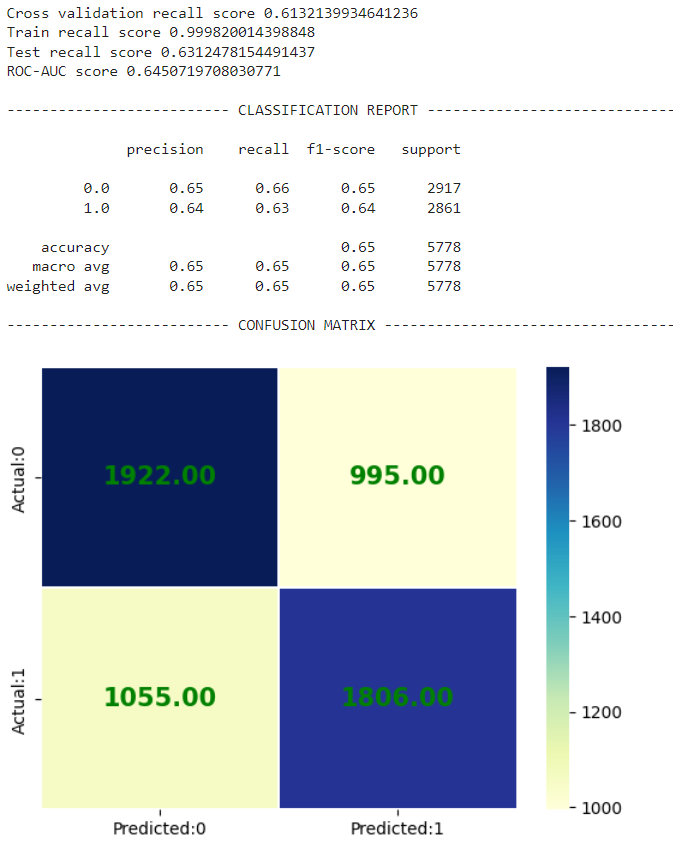 Cross validation recall score 0.6132139934641236
Train recall score 0.999820014398848
Test recall score 0.6312478154491437
ROC-AUC score 0.6450719708030771
-------------------------- CLASSIFICATION REPORT -----------------------------
precision recall f1-score support
0.0 0.65 0.66 0.65 2917
1.0 0.64 0.63 0.64 2861
accuracy 0.65 5778
macro avg 0.65 0.65 0.65 5778
weighted avg 0.65 0.65 0.65 5778
-------------------------- CONFUSION MATRIX ----------------------------------
1800
Actual:0
1922.00 995.00
1600
1400
Actual:1
1055.00 1806.00
1200
1000
Predicted:0 Predicted:1